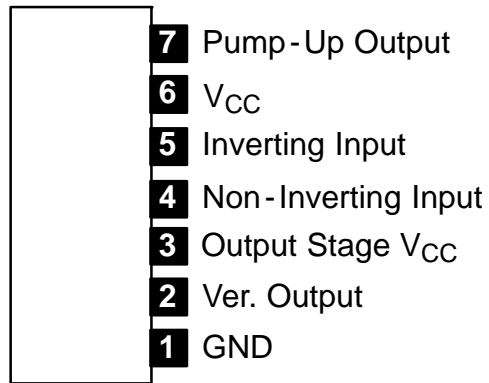 7 Pump-Up Output
6 VCC
5 Inverting Input
4 Non-Inverting Input
3 Output Stage VCC
2 Ver. Output
1 GND